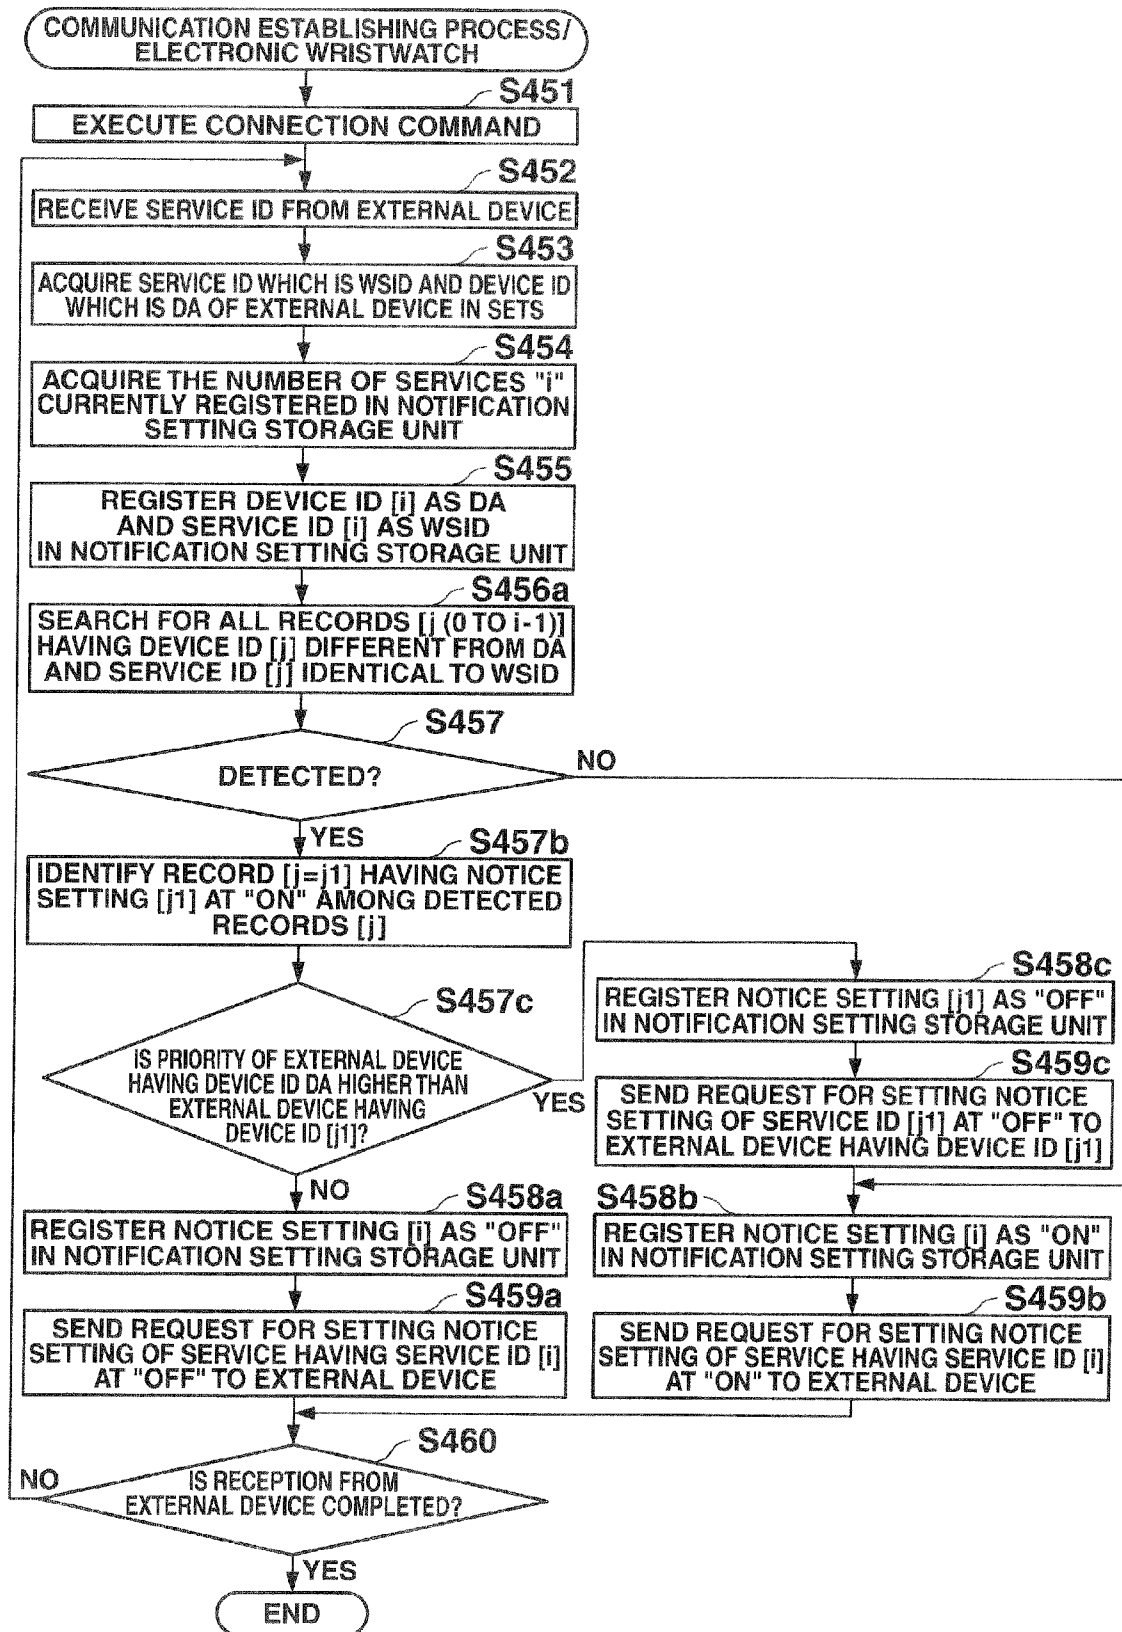 COMMUNICATION ESTABLISHING PROCESS/
ELECTRONIC WRISTWATCH
S451
EXECUTE CONNECTION COMMAND
S452
RECEIVE SERVICE ID FROM EXTERNAL DEVICE
S453
ACQUIRE SERVICE ID WHICH IS WSID AND DEVICE ID
WHICH IS DA OF EXTERNAL DEVICE IN SETS
S454
ACQUIRE THE NUMBER OF SERVICES "i"
CURRENTLY REGISTERED IN NOTIFICATION
SETTING STORAGE UNIT
S455
REGISTER DEVICE ID [i] AS DA
AND SERVICE ID [i] AS WSID
IN NOTIFICATION SETTING STORAGE UNIT
S456a
SEARCH FOR ALL RECORDS [j (0 TO i-1)]
HAVING DEVICE ID [j] DIFFERENT FROM DA
AND SERVICE ID [j] IDENTICAL TO WSID
S457
DETECTED?
NO
YES
S457b
IDENTIFY RECORD [j=j1] HAVING NOTICE
SETTING [j1] AT "ON" AMONG DETECTED
RECORDS [j]
S457c
IS PRIORITY OF EXTERNAL DEVICE
HAVING DEVICE ID DA HIGHER THAN
EXTERNAL DEVICE HAVING
DEVICE ID [j1]?
YES
NO
S458c
REGISTER NOTICE SETTING [j1] AS "OFF"
IN NOTIFICATION SETTING STORAGE UNIT
S459c
SEND REQUEST FOR SETTING NOTICE
SETTING OF SERVICE ID [j1] AT "OFF" TO
EXTERNAL DEVICE HAVING DEVICE ID [j1]
S458a
REGISTER NOTICE SETTING [i] AS "OFF"
IN NOTIFICATION SETTING STORAGE UNIT
S458b
REGISTER NOTICE SETTING [i] AS "ON"
IN NOTIFICATION SETTING STORAGE UNIT
S459a
SEND REQUEST FOR SETTING NOTICE
SETTING OF SERVICE HAVING SERVICE ID [i]
AT "OFF" TO EXTERNAL DEVICE
S459b
SEND REQUEST FOR SETTING NOTICE
SETTING OF SERVICE HAVING SERVICE ID [i]
AT "ON" TO EXTERNAL DEVICE
S460
IS RECEPTION FROM
EXTERNAL DEVICE COMPLETED?
NO
YES
END